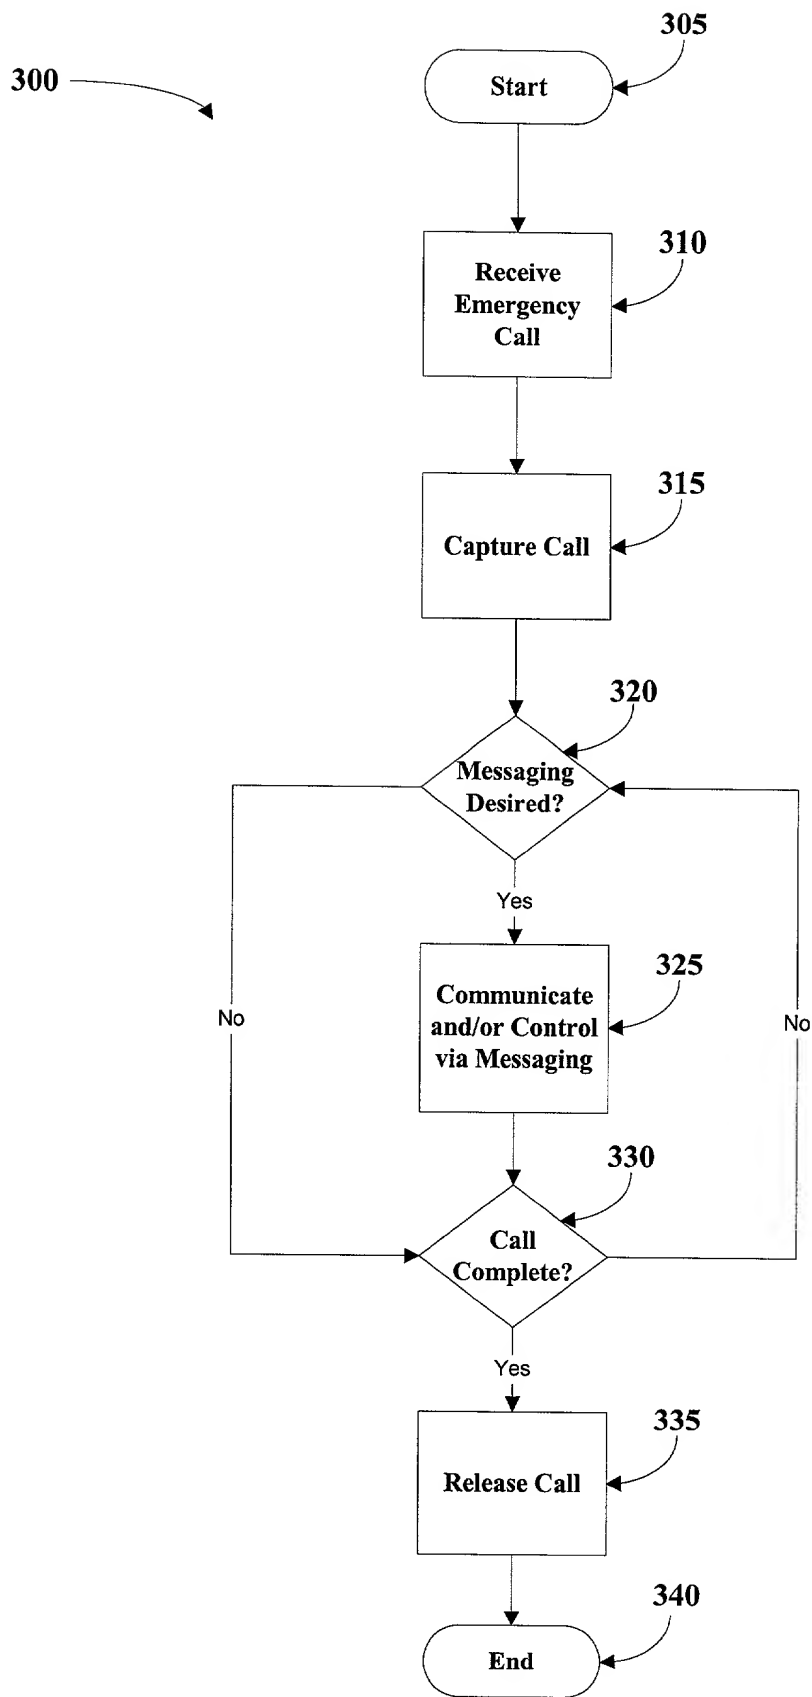 305
300
Start
310
Receive
Emergency
Call
315
Capture Call
320
Messaging
Desired?
Yes
325
Communicate
and/or Control
via Messaging
No
No
330
Call
Complete?
Yes
335
Release Call
340
End